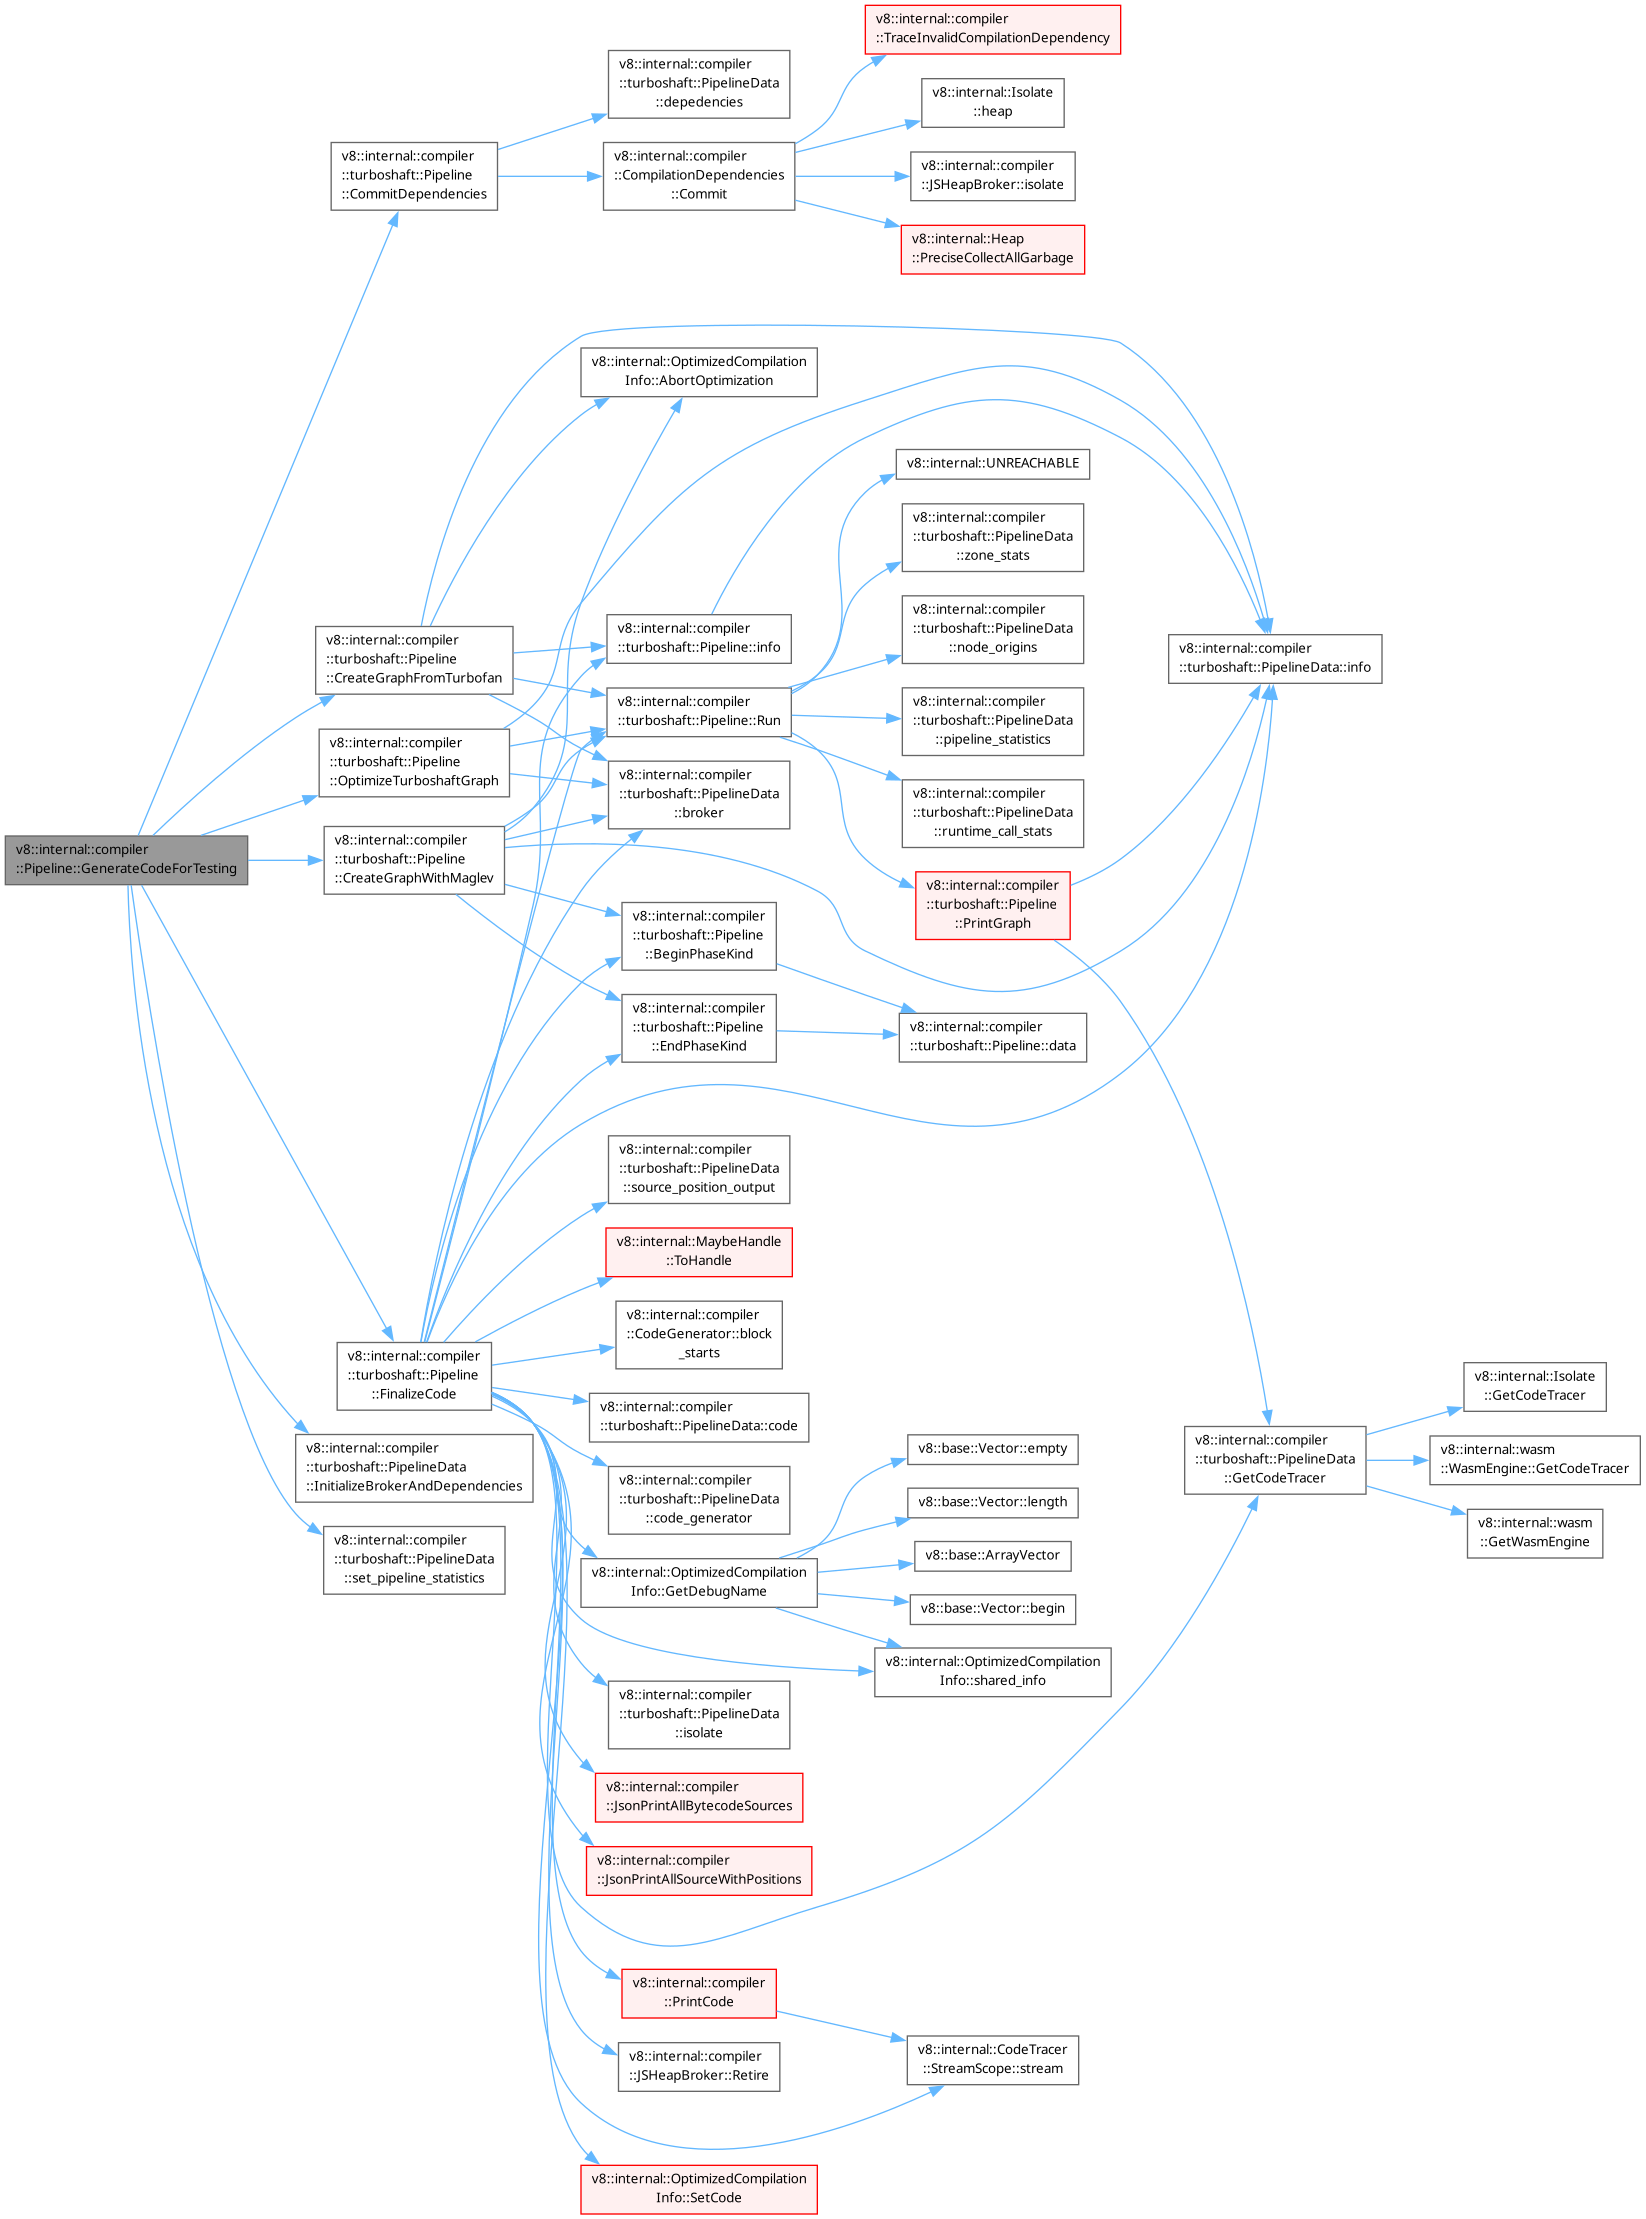 v8::internal::compiler
::TraceInvalidCompilationDependency
v8::internal::compiler
::turboshaft::PipelineData
::depedencies
v8::internal::Isolate
::heap
v8::internal::compiler
::turboshaft::Pipeline
::CommitDependencies
v8::internal::compiler
::CompilationDependencies
::Commit
v8::internal::compiler
::JSHeapBroker::isolate
v8::internal::Heap
::PreciseCollectAllGarbage
v8::internal::OptimizedCompilation
Info::AbortOptimization
v8::internal::UNREACHABLE
v8::internal::compiler
::turboshaft::PipelineData
::zone_stats
v8::internal::compiler
::turboshaft::Pipeline
::CreateGraphFromTurbofan
v8::internal::compiler
::turboshaft::Pipeline::info
v8::internal::compiler
::turboshaft::PipelineData
::node_origins
v8::internal::compiler
::turboshaft::PipelineData::info
v8::internal::compiler
::turboshaft::Pipeline::Run
v8::internal::compiler
::turboshaft::PipelineData
::pipeline_statistics
v8::internal::compiler
::turboshaft::Pipeline
::OptimizeTurboshaftGraph
v8::internal::compiler
::turboshaft::PipelineData
::broker
v8::internal::compiler
::turboshaft::PipelineData
::runtime_call_stats
v8::internal::compiler
::Pipeline::GenerateCodeForTesting
v8::internal::compiler
::turboshaft::Pipeline
::CreateGraphWithMaglev
v8::internal::compiler
::turboshaft::Pipeline
::PrintGraph
v8::internal::compiler
::turboshaft::Pipeline
::BeginPhaseKind
v8::internal::compiler
::turboshaft::Pipeline
::EndPhaseKind
v8::internal::compiler
::turboshaft::Pipeline::data
v8::internal::compiler
::turboshaft::PipelineData
::source_position_output
v8::internal::MaybeHandle
::ToHandle
v8::internal::compiler
::CodeGenerator::block
_starts
v8::internal::compiler
::turboshaft::Pipeline
::FinalizeCode
v8::internal::compiler
::turboshaft::PipelineData::code
v8::internal::Isolate
::GetCodeTracer
v8::internal::compiler
::turboshaft::PipelineData
::InitializeBrokerAndDependencies
v8::internal::compiler
::turboshaft::PipelineData
::code_generator
v8::base::Vector::empty
v8::internal::compiler
::turboshaft::PipelineData
::GetCodeTracer
v8::internal::wasm
::WasmEngine::GetCodeTracer
v8::base::Vector::length
v8::internal::wasm
::GetWasmEngine
v8::internal::compiler
::turboshaft::PipelineData
::set_pipeline_statistics
v8::internal::OptimizedCompilation
Info::GetDebugName
v8::base::ArrayVector
v8::base::Vector::begin
v8::internal::OptimizedCompilation
Info::shared_info
v8::internal::compiler
::turboshaft::PipelineData
::isolate
v8::internal::compiler
::JsonPrintAllBytecodeSources
v8::internal::compiler
::JsonPrintAllSourceWithPositions
v8::internal::compiler
::PrintCode
v8::internal::CodeTracer
::StreamScope::stream
v8::internal::compiler
::JSHeapBroker::Retire
v8::internal::OptimizedCompilation
Info::SetCode